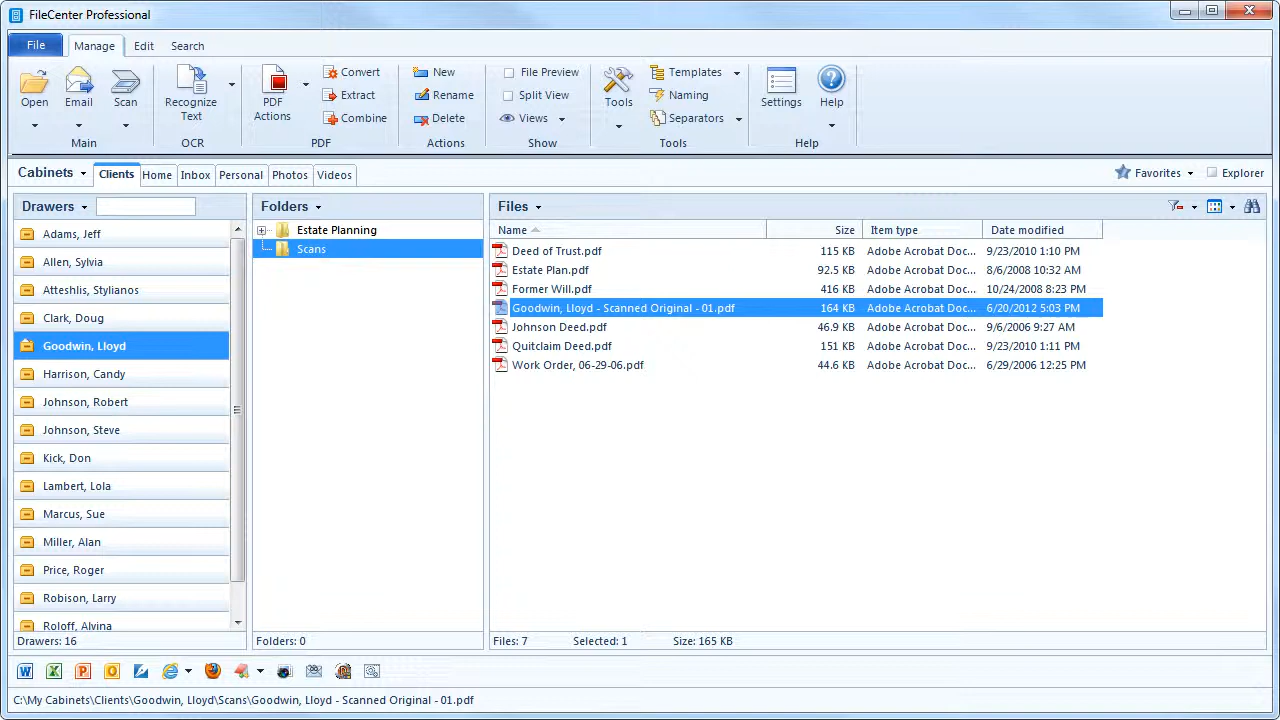 FileCenter Professional
File Manage Edit Search
Open Email Scan Recognize Text PDF Actions Convert New File Preview Tools Templates Settings Help
Extract Rename Split View Naming
Combine Delete Views Separators
Main OCR PDF Actions Show Tools Help
Cabinets Clients Home Inbox Personal Photos Videos Favorites Explorer
Drawers
Adams, Jeff
Allen, Sylvia
Atteshlis, Stylianos
Clark, Doug
Goodwin, Lloyd
Harrison, Candy
Johnson, Robert
Johnson, Steve
Kick, Don
Lambert, Lola
Marcus, Sue
Miller, Alan
Price, Roger
Robison, Larry
Roloff, Alvina
Drawers: 16
Folders
Estate Planning
Scans
Folders: 0
Files
Name Size Item type Date modified
Deed of Trust.pdf 115 KB Adobe Acrobat Doc... 9/23/2010 1:10 PM
Estate Plan.pdf 92.5 KB Adobe Acrobat Doc... 8/6/2008 10:32 AM
Former Will.pdf 416 KB Adobe Acrobat Doc... 10/24/2008 8:23 PM
Goodwin, Lloyd - Scanned Original - 01.pdf 164 KB Adobe Acrobat Doc... 6/20/2012 5:03 PM
Johnson Deed.pdf 46.9 KB Adobe Acrobat Doc... 9/6/2006 9:27 AM
Quitclaim Deed.pdf 151 KB Adobe Acrobat Doc... 9/23/2010 1:11 PM
Work Order, 06-29-06.pdf 44.6 KB Adobe Acrobat Doc... 6/29/2006 12:25 PM
Files: 7 Selected: 1 Size: 165 KB
C:\My Cabinets\Clients\Goodwin, Lloyd\Scans\Goodwin, Lloyd - Scanned Original - 01.pdf